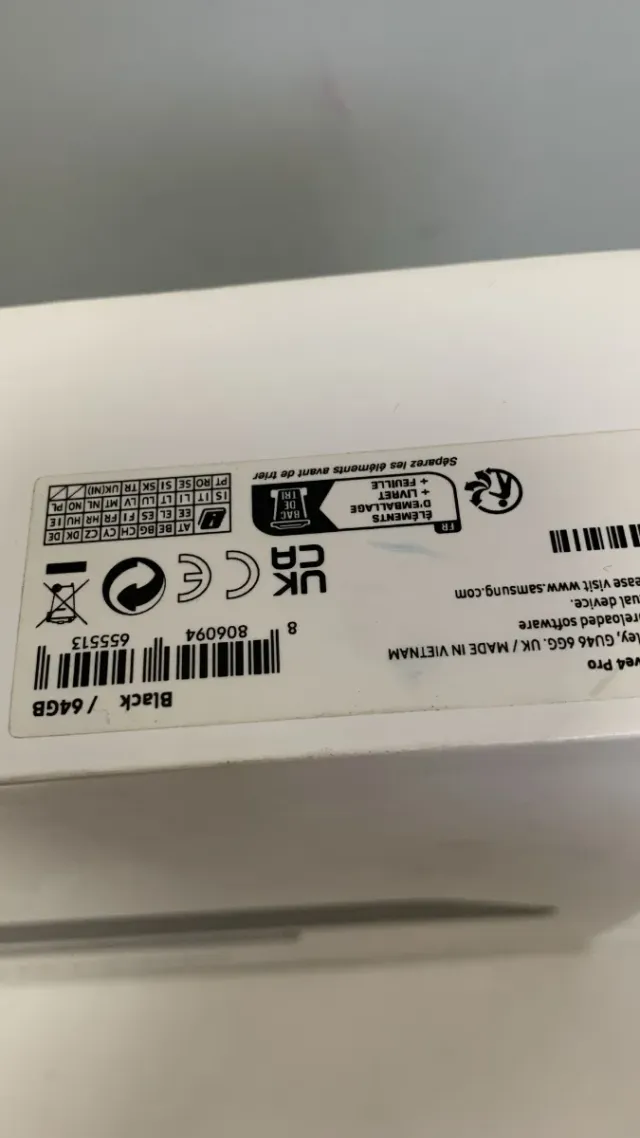 ve4 Pro
ley, GU46 6GG. UK / MADE IN VIETNAM
reloaded software
ual device.
ease visit www.samsung.com
Black / 64GB
8 806094 655513
UK
CA
CE
FR
ÉLÉMENTS
D'EMBALLAGE
+ LIVRET
+ FEUILLE
BAC
DE
TRI
Séparez les éléments avant de trier
AT BE BG CH CY CZ DK DE
EE EL ES FI FR HR HU IE
IS IT LI LT LU LV MT NL NO PL
PT RO SE SI SK TR UK(NI)